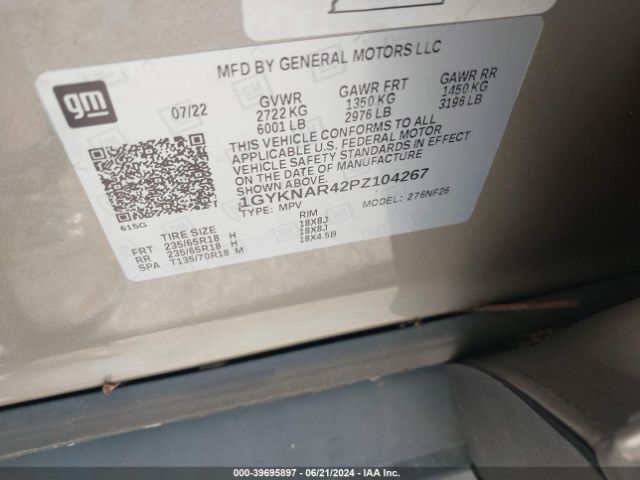 MFD BY GENERAL MOTORS LLC
gm
07/22
GVWR
2722 KG
6001 LB
GAWR FRT
1350 KG
2976 LB
GAWR RR
1450 KG
3196 LB
THIS VEHICLE CONFORMS TO ALL
APPLICABLE U.S. FEDERAL MOTOR
VEHICLE SAFETY STANDARDS IN EFFECT
ON THE DATE OF MANUFACTURE
SHOWN ABOVE.
1GYKNAR42PZ104267
TYPE: MPV
MODEL: 276NF26
61SG
TIRE SIZE RIM
FRT 235/65R18 H 18X8J
RR 235/65R18 H 18X8J
SPA T135/70R18 M 18X4.5B
000-39695897 - 06/21/2024 - IAA Inc.